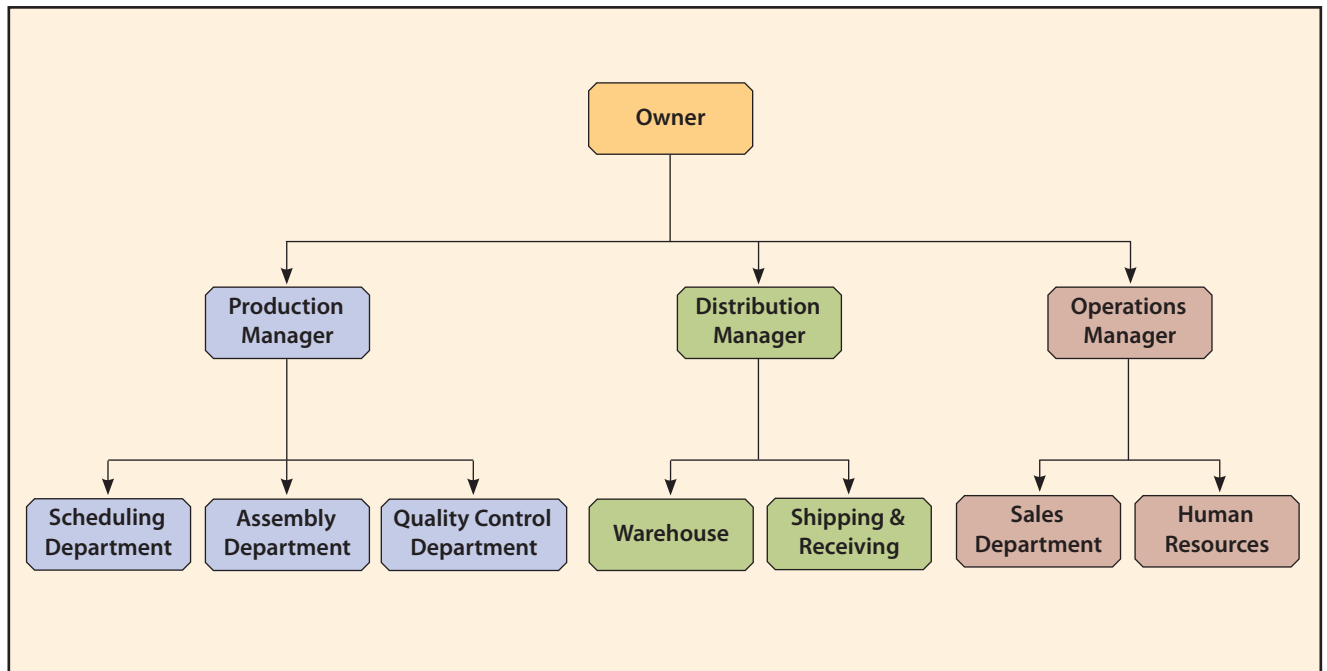 Owner
Production
Manager
Distribution
Manager
Operations
Manager
Scheduling
Department
Assembly
Department
Quality Control
Department
Warehouse
Shipping &
Receiving
Sales
Department
Human
Resources